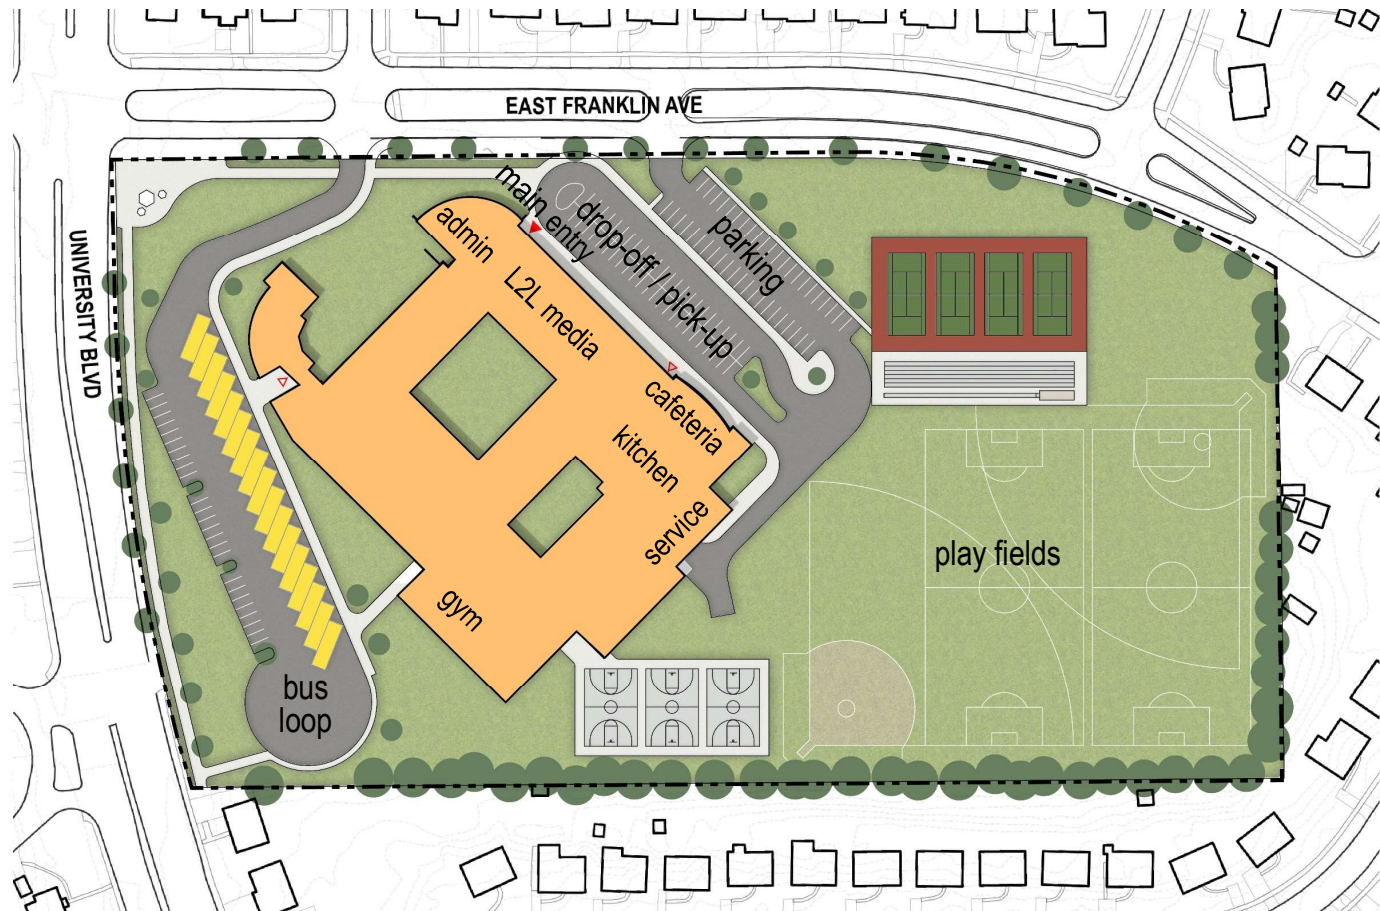 EAST FRANKLIN AVE
UNIVERSITY BLVD
main entry
drop-off / pick-up
parking
admin
L2L media
cafeteria
kitchen
service
gym
play fields
bus
loop